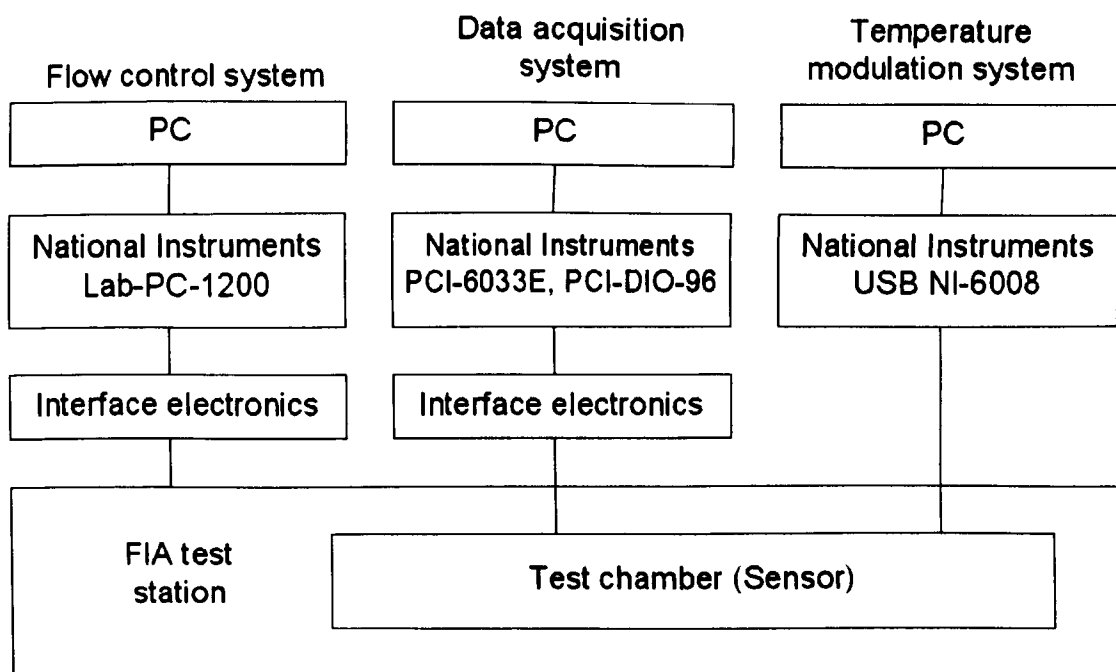 Flow control system
PC
National Instruments
Lab-PC-1200
Interface electronics
Data acquisition
system
PC
National Instruments
PCI-6033E, PCI-DIO-96
Interface electronics
Temperature
modulation system
PC
National Instruments
USB NI-6008
FIA test
station
Test chamber (Sensor)